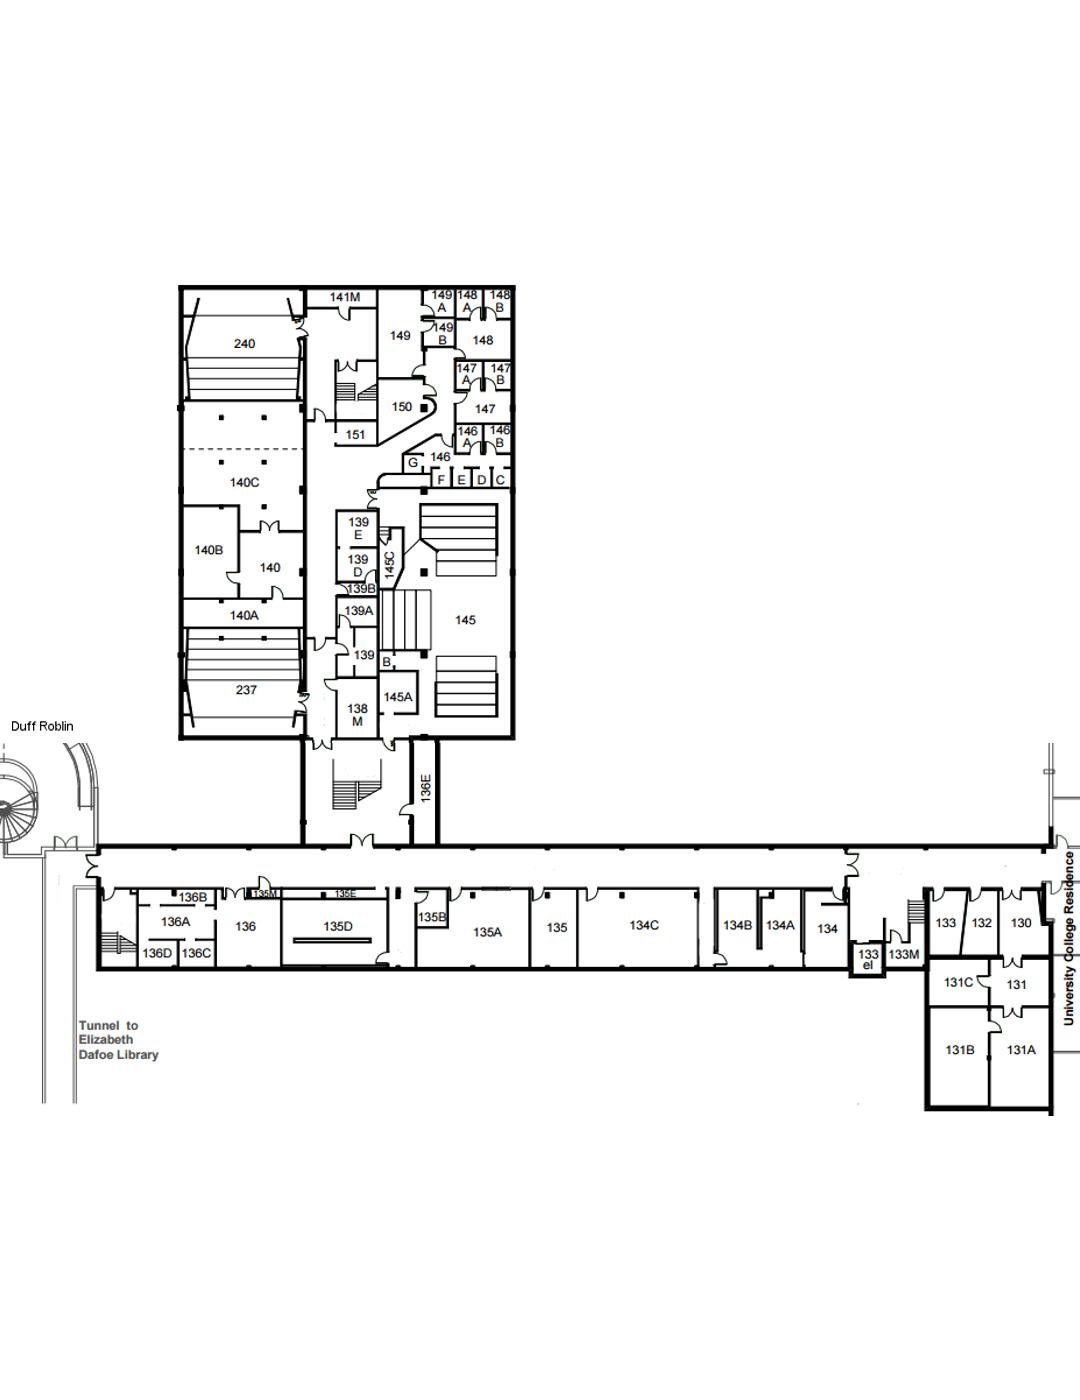 141M
149
A
148
A
148
B
149
B
149
148
240
147
A
147
B
150
147
151
146
A
146
B
146
G
F
E
D
C
140C
139
E
140B
140
139
D
145C
139B
139A
140A
145
139
B
237
145A
138
M
Duff Roblin
136E
136B
135M
135E
136A
136
135D
135B
135A
135
134C
134B
134A
134
133
132
130
136D
136C
133
el
133M
131C
131
131B
131A
University College Residence
Tunnel to
Elizabeth
Dafoe Library